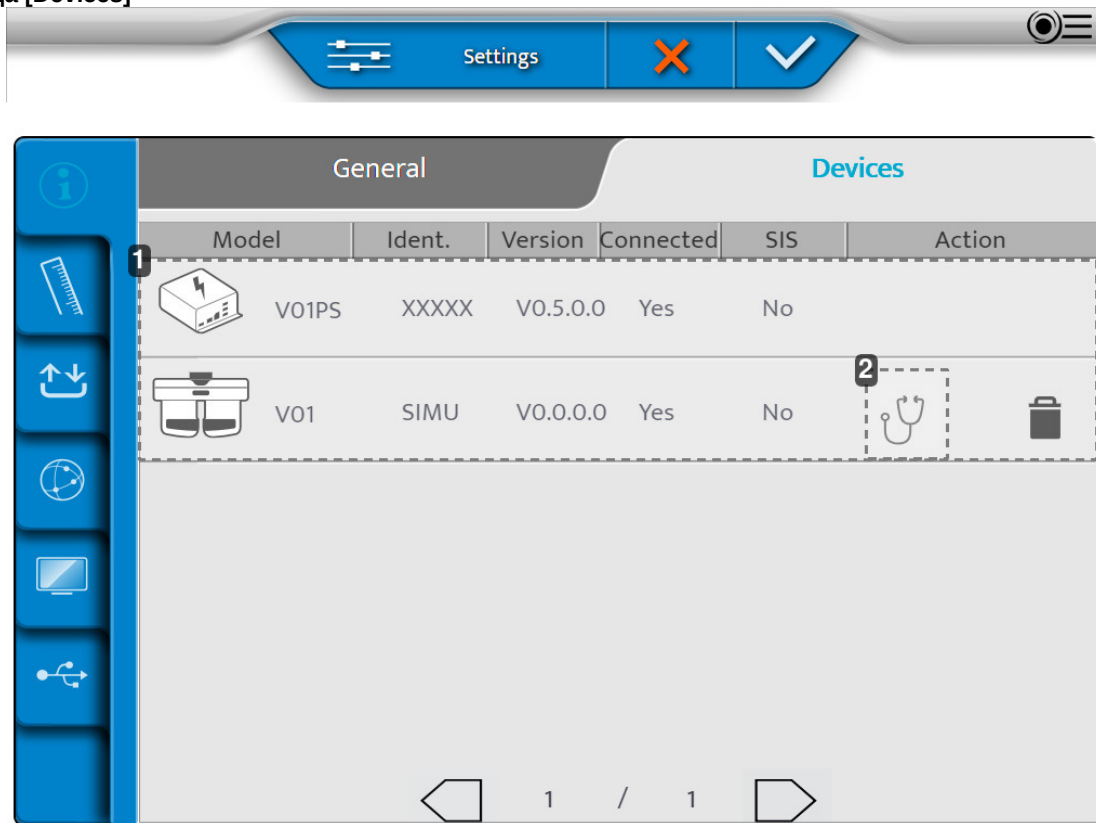 [Devices]
Settings
General Devices
Model Ident. Version Connected SIS Action
1
V01PS XXXXX V0.5.0.0 Yes No
2
V01 SIMU V0.0.0.0 Yes No
1 / 1